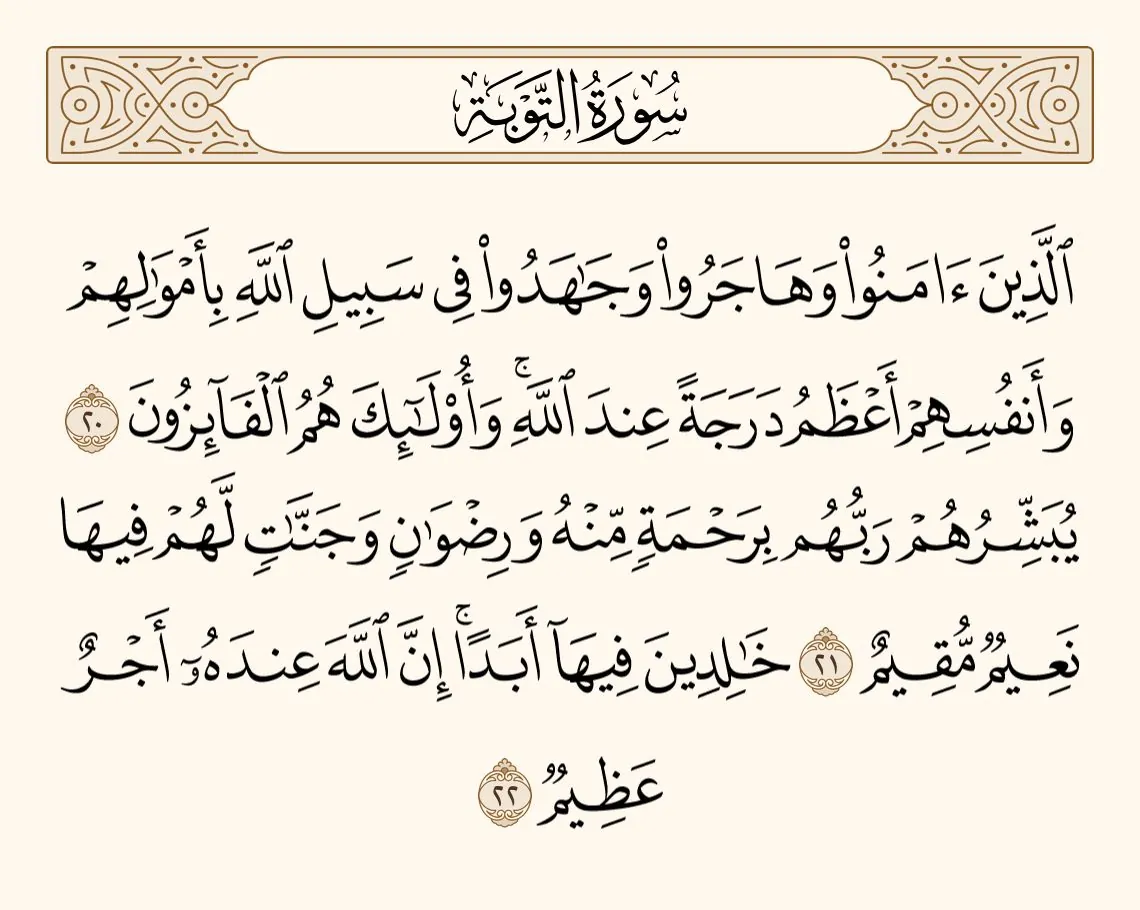 سُورَةُ التَّوۡبَةِ
ٱلَّذِينَ ءَامَنُواْ وَهَاجَرُواْ وَجَٰهَدُواْ فِي سَبِيلِ ٱللَّهِ بِأَمۡوَٰلِهِمۡ
وَأَنفُسِهِمۡ أَعۡظَمُ دَرَجَةً عِندَ ٱللَّهِۚ وَأُوْلَٰٓئِكَ هُمُ ٱلۡفَآئِزُونَ ٢٠
يُبَشِّرُهُمۡ رَبُّهُم بِرَحۡمَةٖ مِّنۡهُ وَرِضۡوَٰنٖ وَجَنَّٰتٖ لَّهُمۡ فِيهَا
نَعِيمٞ مُّقِيمٌ ٢١ خَٰلِدِينَ فِيهَآ أَبَدًاۚ إِنَّ ٱللَّهَ عِندَهُۥٓ أَجۡرٌ
عَظِيمٞ ٢٢